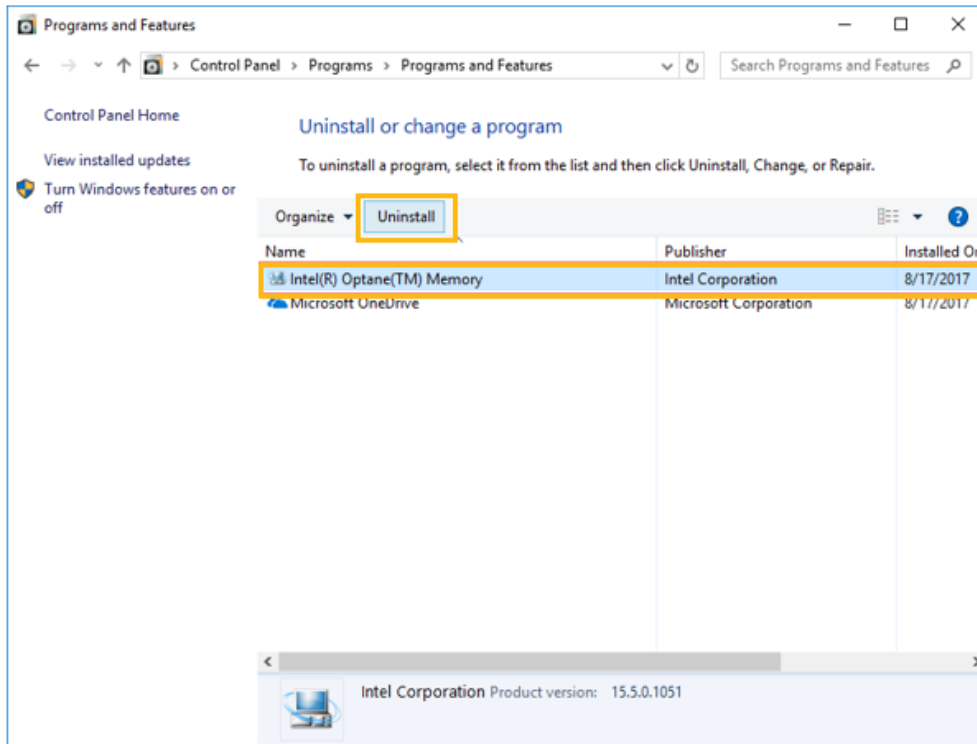 Programs and Features
Control Panel > Programs > Programs and Features
Search Programs and Features
Control Panel Home
View installed updates
Turn Windows features on or
off
Uninstall or change a program
To uninstall a program, select it from the list and then click Uninstall, Change, or Repair.
Organize Uninstall
Name Publisher Installed On
Intel(R) Optane(TM) Memory Intel Corporation 8/17/2017
Microsoft OneDrive Microsoft Corporation 8/17/2017
Intel Corporation Product version: 15.5.0.1051